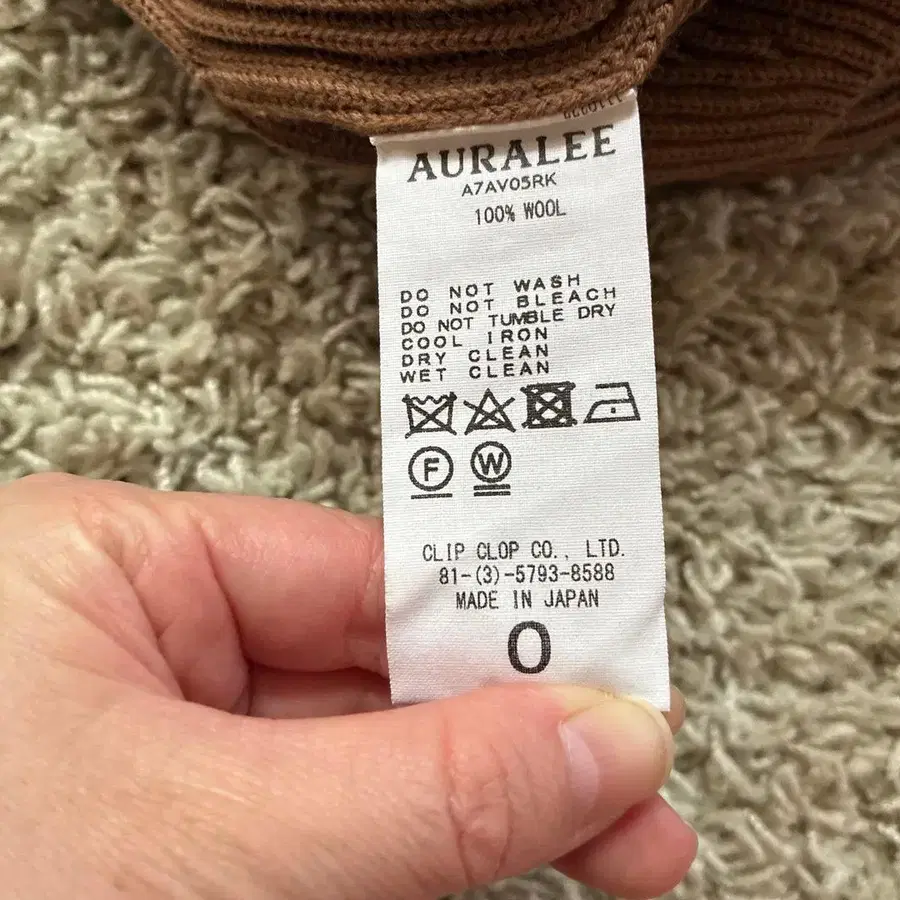 AURALEE
A7AV05RK
100% WOOL
DO NOT WASH
DO NOT BLEACH
DO NOT TUMBLE DRY
COOL IRON
DRY CLEAN
WET CLEAN
F W
CLIP CLOP CO., LTD.
81-(3)-5793-8588
MADE IN JAPAN
0